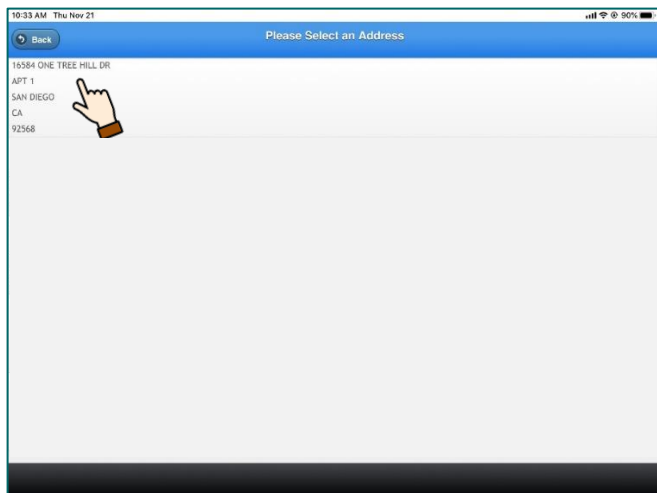 10:33 AM Thu Nov 21
90%
Back
Please Select an Address
16584 ONE TREE HILL DR
APT 1
SAN DIEGO
CA
92568